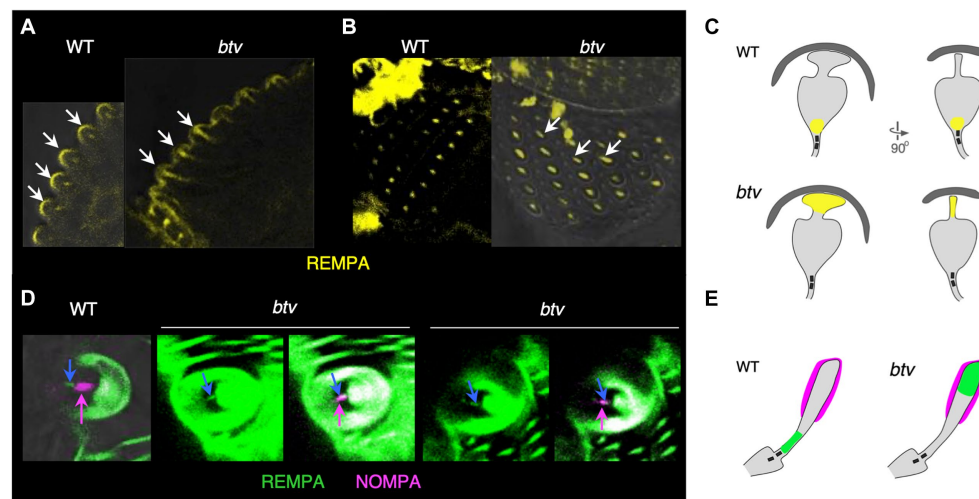 A WT btv
B WT btv
REMPA
C
WT
90°
btv
D WT btv btv
REMPA NOMPA
E
WT btv